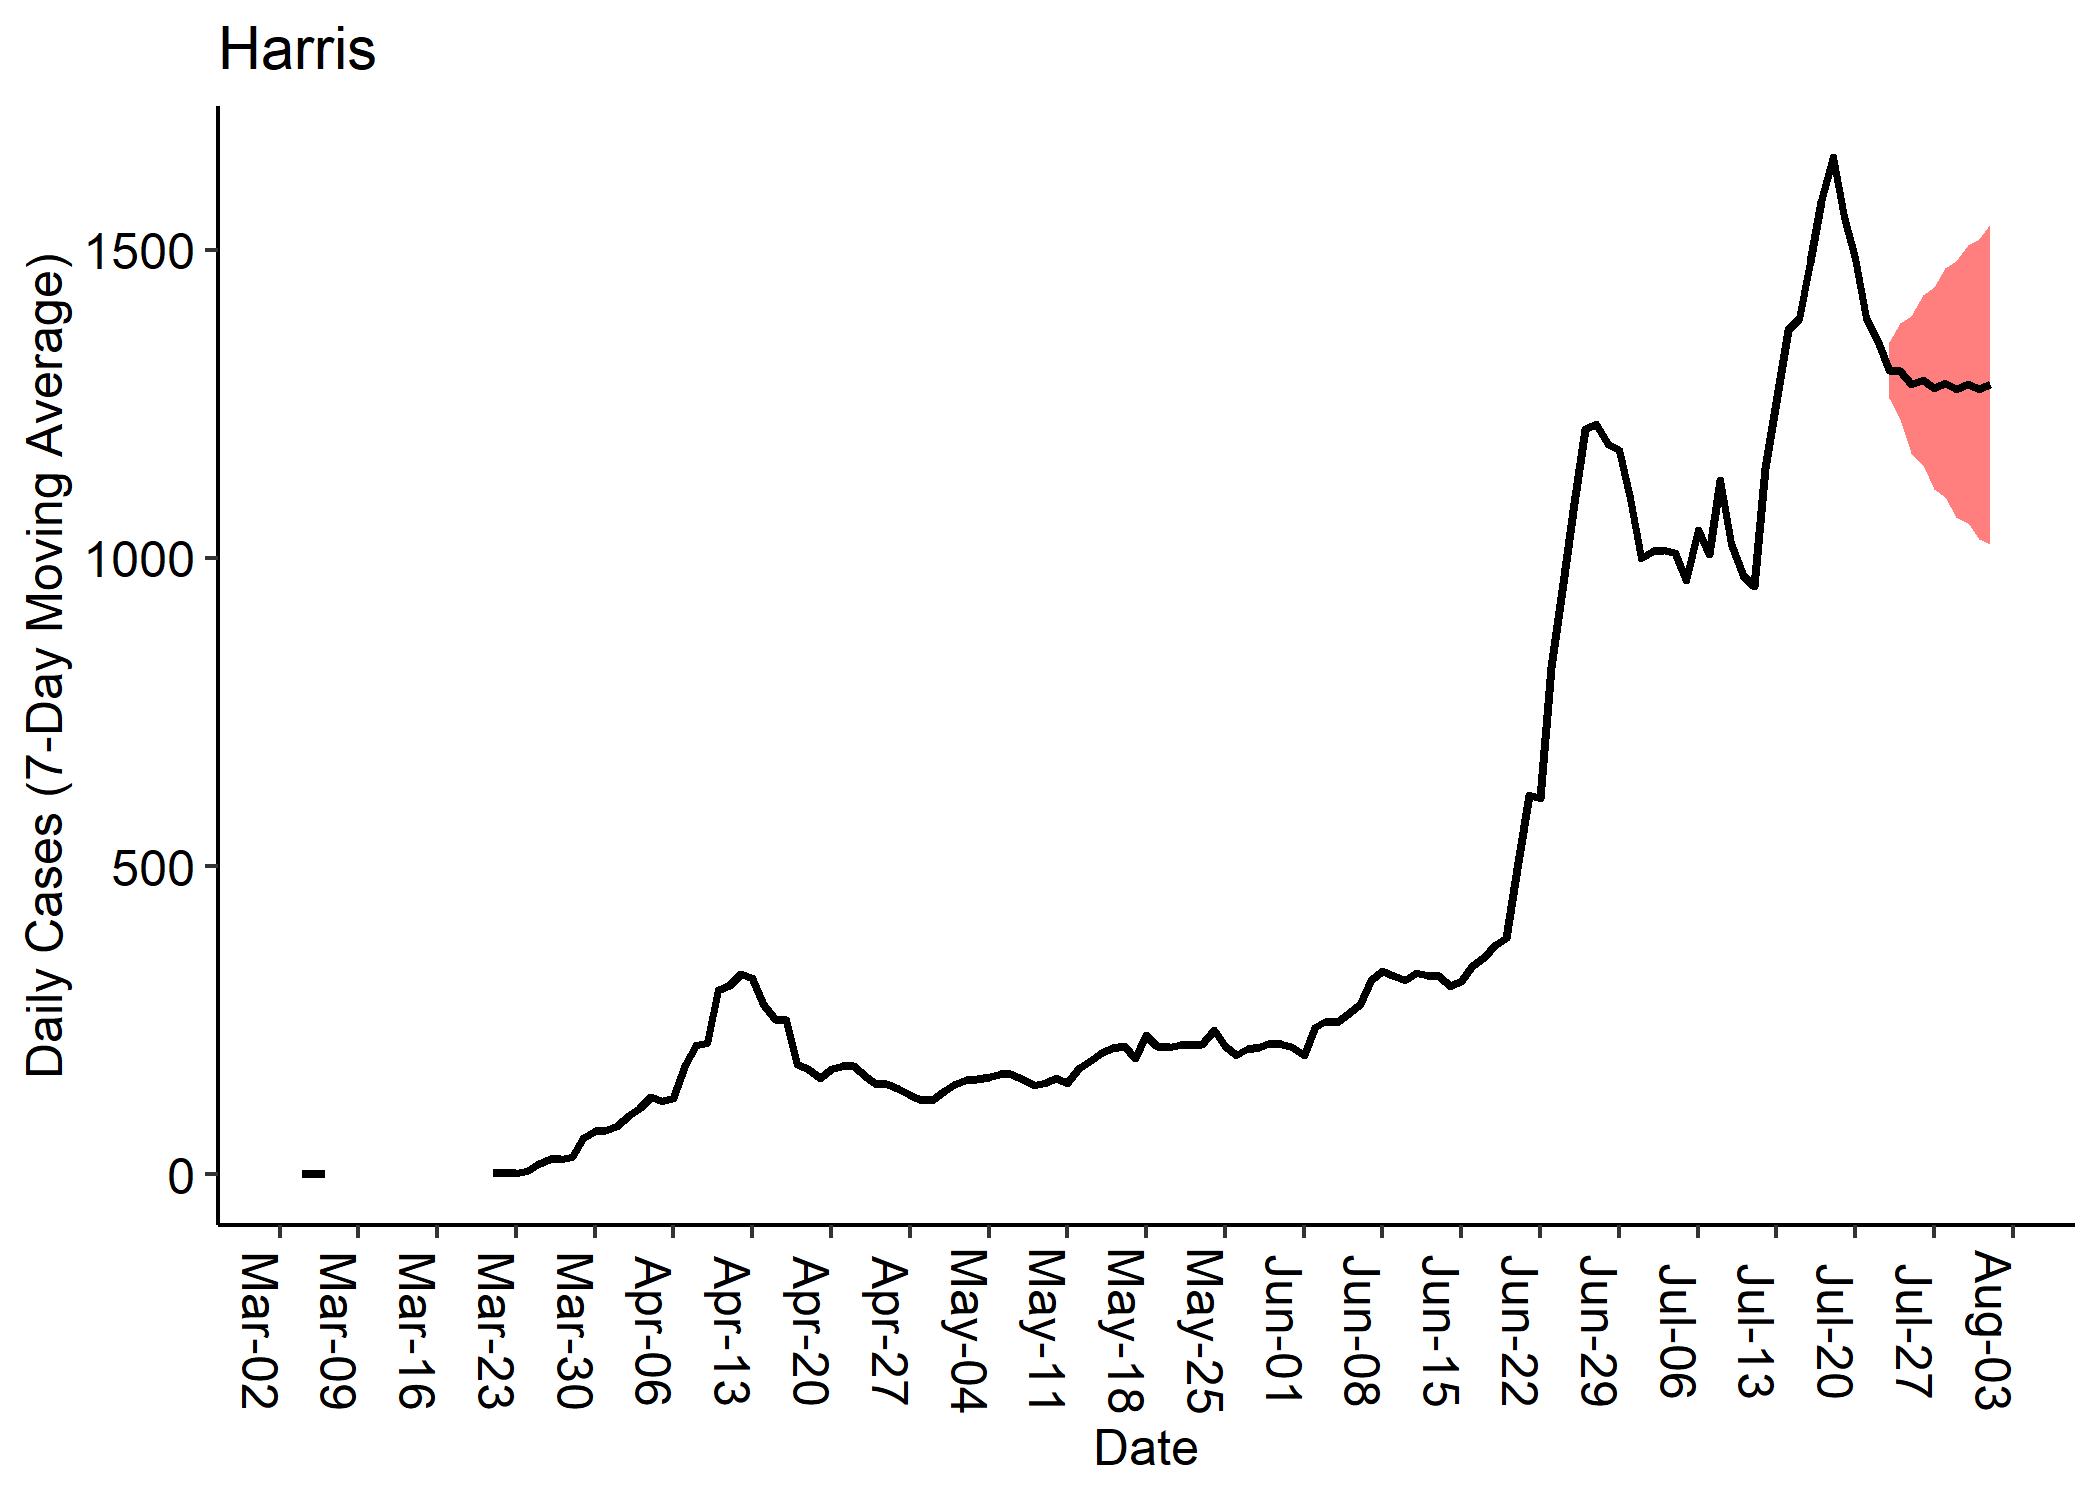 Harris
Daily Cases (7-Day Moving Average)
1500
1000
500
0
Mar-02
Mar-09
Mar-16
Mar-23
Mar-30
Apr-06
Apr-13
Apr-20
Apr-27
May-04
May-11
May-18
May-25
Jun-01
Jun-08
Jun-15
Jun-22
Jun-29
Jul-06
Jul-13
Jul-20
Jul-27
Aug-03
Date